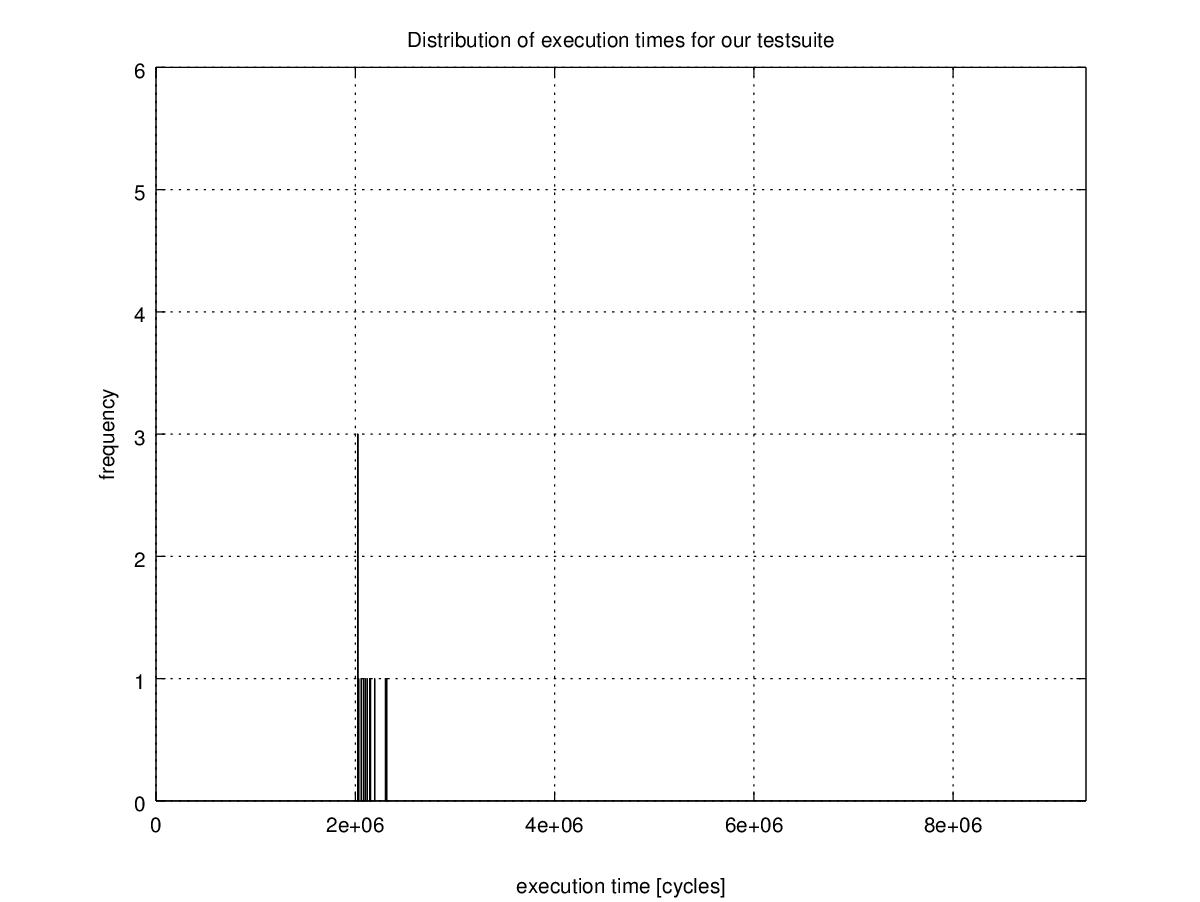 Distribution of execution times for our testsuite
6
5
4
3
2
1
0
frequency
0 2e+06 4e+06 6e+06 8e+06
execution time [cycles]